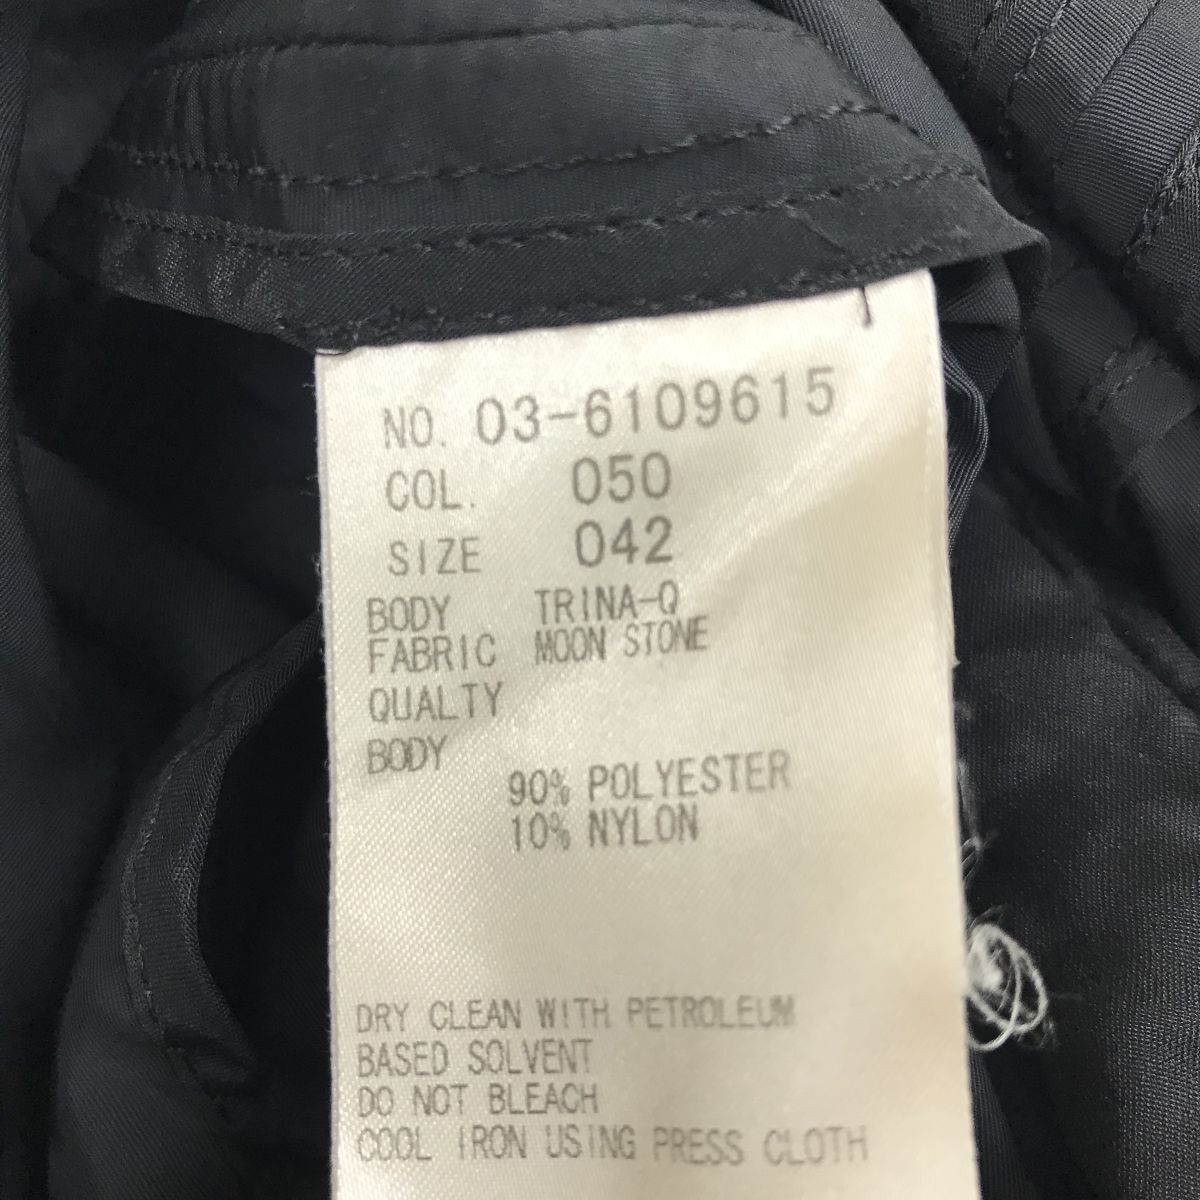 NO. 03-6109615
COL. 050
SIZE 042
BODY TRINA-Q
FABRIC MOON STONE
QUALTY
BODY
90% POLYESTER
10% NYLON
DRY CLEAN WITH PETROLEUM
BASED SOLVENT
DO NOT BLEACH
COOL IRON USING PRESS CLOTH